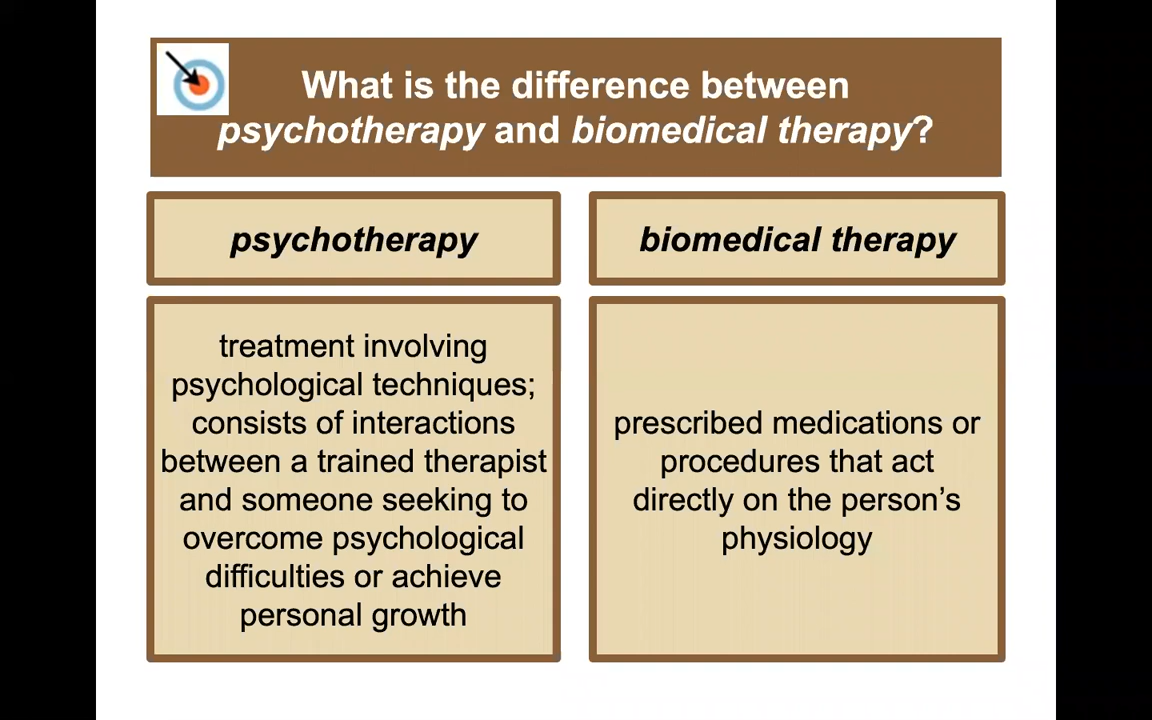 What is the difference between
psychotherapy and biomedical therapy?
psychotherapy
biomedical therapy
treatment involving
psychological techniques;
consists of interactions
between a trained therapist
and someone seeking to
overcome psychological
difficulties or achieve
personal growth
prescribed medications or
procedures that act
directly on the person’s
physiology